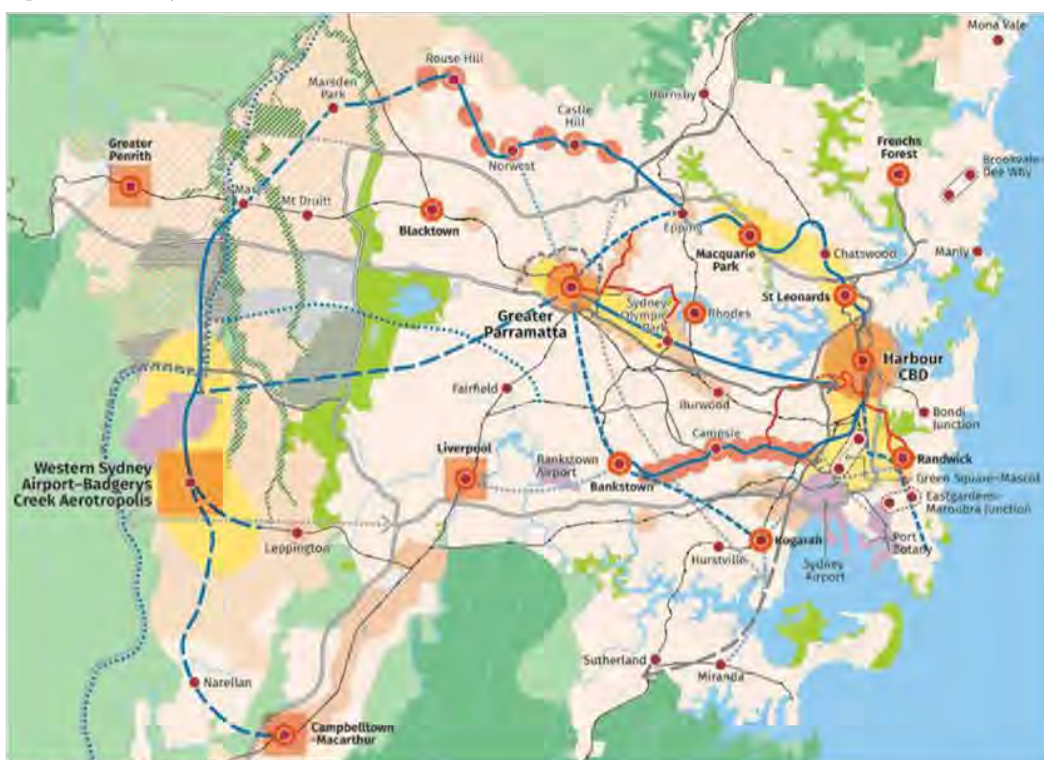 Mona Vale
Rouse Hill
Marsden
Park
Hornsby
Castle
Hill
Norwest
Greater
Penrith
Frenchs
Forest
Brookvale-
Dee Why
St Marys
Mt Druitt
Blacktown
Epping
Macquarie
Park
Chatswood
Manly
St Leonards
Greater
Parramatta
Sydney
Olympic
Park
Rhodes
Harbour
CBD
Fairfield
Burwood
Bondi
Junction
Campsie
Liverpool
Bankstown
Airport
Bankstown
Randwick
Western Sydney
Airport–Badgerys
Creek Aerotropolis
Green Square–Mascot
Eastgardens–
Maroubra Junction
Leppington
Kogarah
Port
Botany
Hurstville
Sydney
Airport
Sutherland
Miranda
Narellan
Campbelltown
–Macarthur